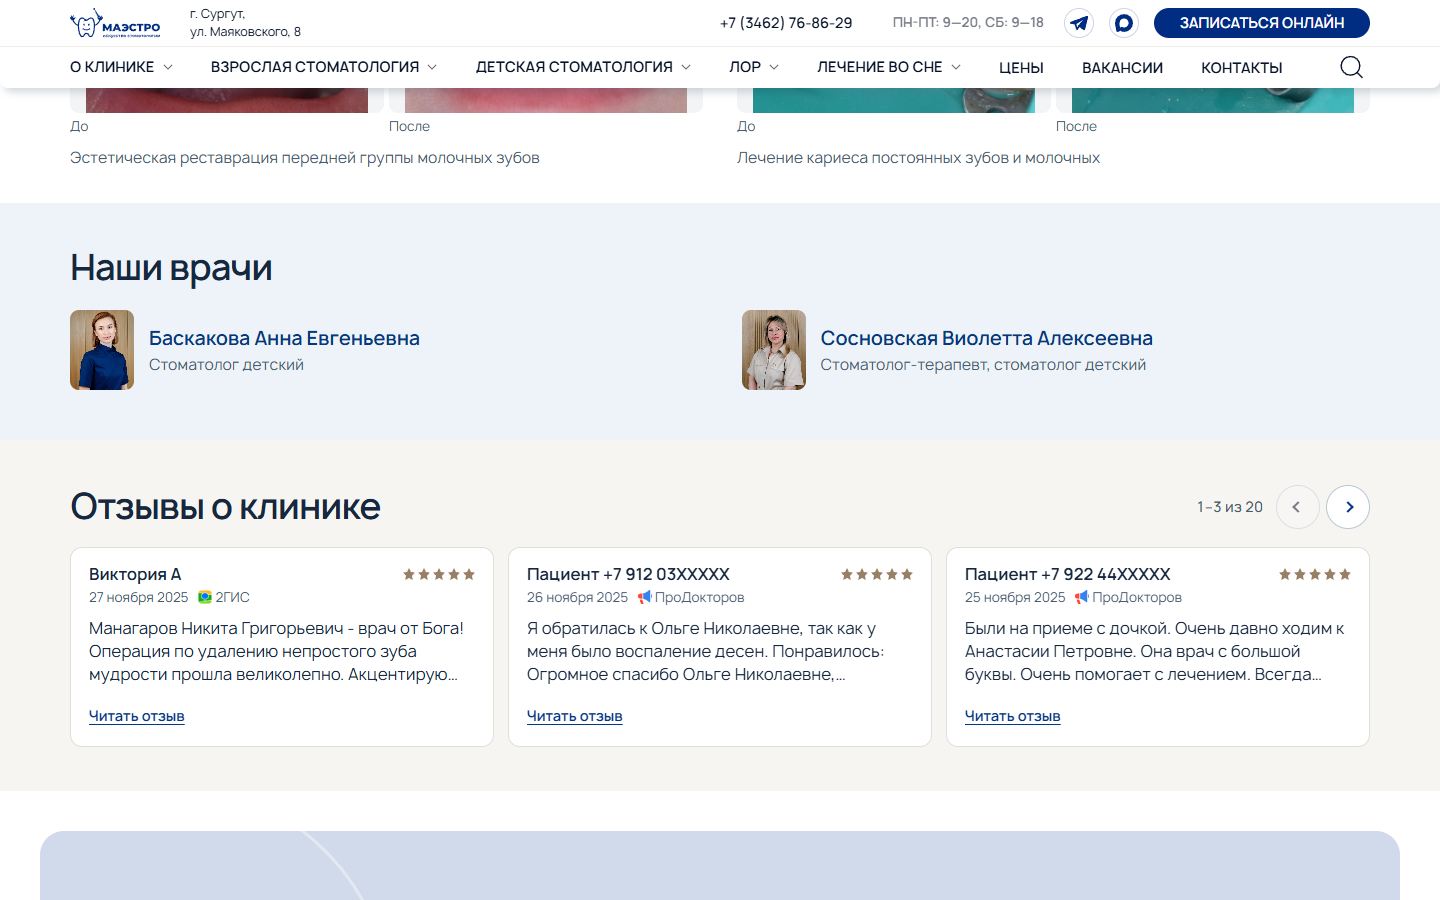 МАЭСТРО
г. Сургут,
ул. Маяковского, 8
+7 (3462) 76-86-29
ПН-ПТ: 9—20, СБ: 9—18
ЗАПИСАТЬСЯ ОНЛАЙН
О КЛИНИКЕ
ВЗРОСЛАЯ СТОМАТОЛОГИЯ
ДЕТСКАЯ СТОМАТОЛОГИЯ
ЛОР
ЛЕЧЕНИЕ ВО СНЕ
ЦЕНЫ
ВАКАНСИИ
КОНТАКТЫ
До
После
Эстетическая реставрация передней группы молочных зубов
До
После
Лечение кариеса постоянных зубов и молочных
Наши врачи
Баскакова Анна Евгеньевна
Стоматолог детский
Сосновская Виолетта Алексеевна
Стоматолог-терапевт, стоматолог детский
Отзывы о клинике
1–3 из 20
Виктория А
27 ноября 2025 2ГИС
Манагаров Никита Григорьевич - врач от Бога!
Операция по удалению непростого зуба
мудрости прошла великолепно. Акцентирую…
Читать отзыв
Пациент +7 912 03XXXXX
26 ноября 2025 ПроДокторов
Я обратилась к Ольге Николаевне, так как у
меня было воспаление десен. Понравилось:
Огромное спасибо Ольге Николаевне,…
Читать отзыв
Пациент +7 922 44XXXXX
25 ноября 2025 ПроДокторов
Были на приеме с дочкой. Очень давно ходим к
Анастасии Петровне. Она врач с большой
буквы. Очень помогает с лечением. Всегда…
Читать отзыв